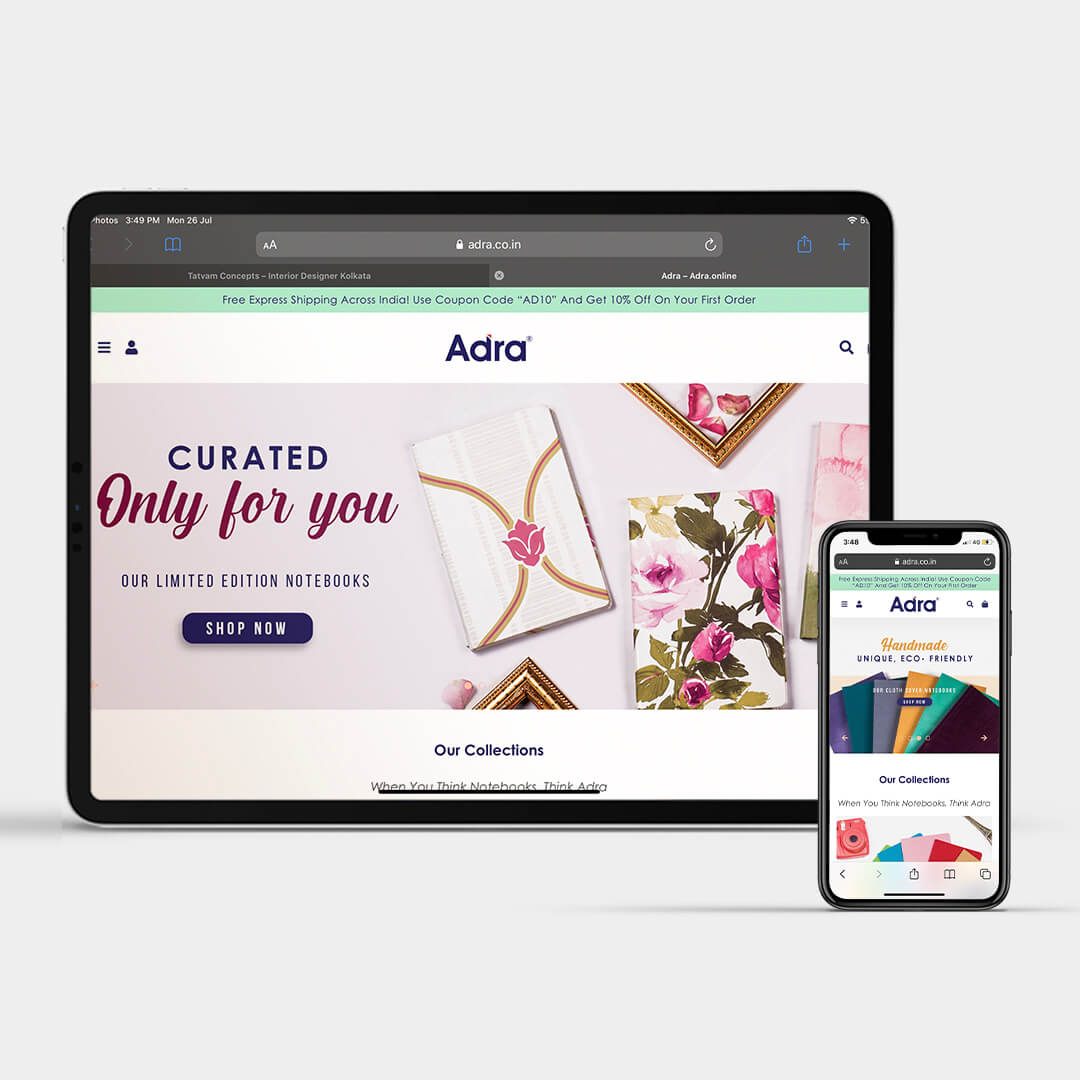 Photos 3:49 PM Mon 26 Jul
AA adra.co.in
Tatvam Concepts – Interior Designer Kolkata
Adra – Adra.online
Free Express Shipping Across India! Use Coupon Code “AD10” And Get 10% Off On Your First Order
Adra®
CURATED
Only for you
OUR LIMITED EDITION NOTEBOOKS
SHOP NOW
Our Collections
When You Think Notebooks, Think Adra
3:48 4G
AA adra.co.in
Free Express Shipping Across India! Use Coupon Code
“AD10” And Get 10% Off On Your First Order
Adra®
Handmade
UNIQUE, ECO- FRIENDLY
OUR CLOTH COVER NOTEBOOKS
SHOP NOW
Our Collections
When You Think Notebooks, Think Adra